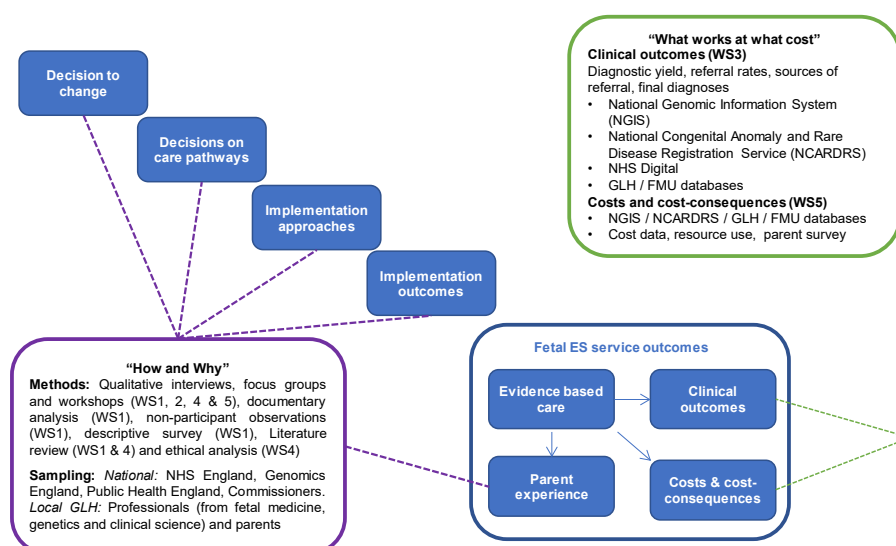 Decision to
change
Decisions on
care pathways
Implementation
approaches
Implementation
outcomes
“What works at what cost”
Clinical outcomes (WS3)
Diagnostic yield, referral rates, sources of
referral, final diagnoses
• National Genomic Information System
(NGIS)
• National Congenital Anomaly and Rare
Disease Registration Service (NCARDRS)
• NHS Digital
• GLH / FMU databases
Costs and cost-consequences (WS5)
• NGIS / NCARDRS / GLH / FMU databases
• Cost data, resource use, parent survey
“How and Why”
Methods: Qualitative interviews, focus
groups and workshops (WS1, 2, 4 & 5), documentary
analysis (WS1), non-participant observations
(WS1), descriptive survey (WS1), Literature
review (WS1 & 4) and ethical analysis (WS4)
Sampling: National: NHS England, Genomics
England, Public Health England, Commissioners.
Local GLH: Professionals (from fetal medicine,
genetics and clinical science) and parents
Fetal ES service outcomes
Evidence based
care
Clinical
outcomes
Parent
experience
Costs & cost-
consequences